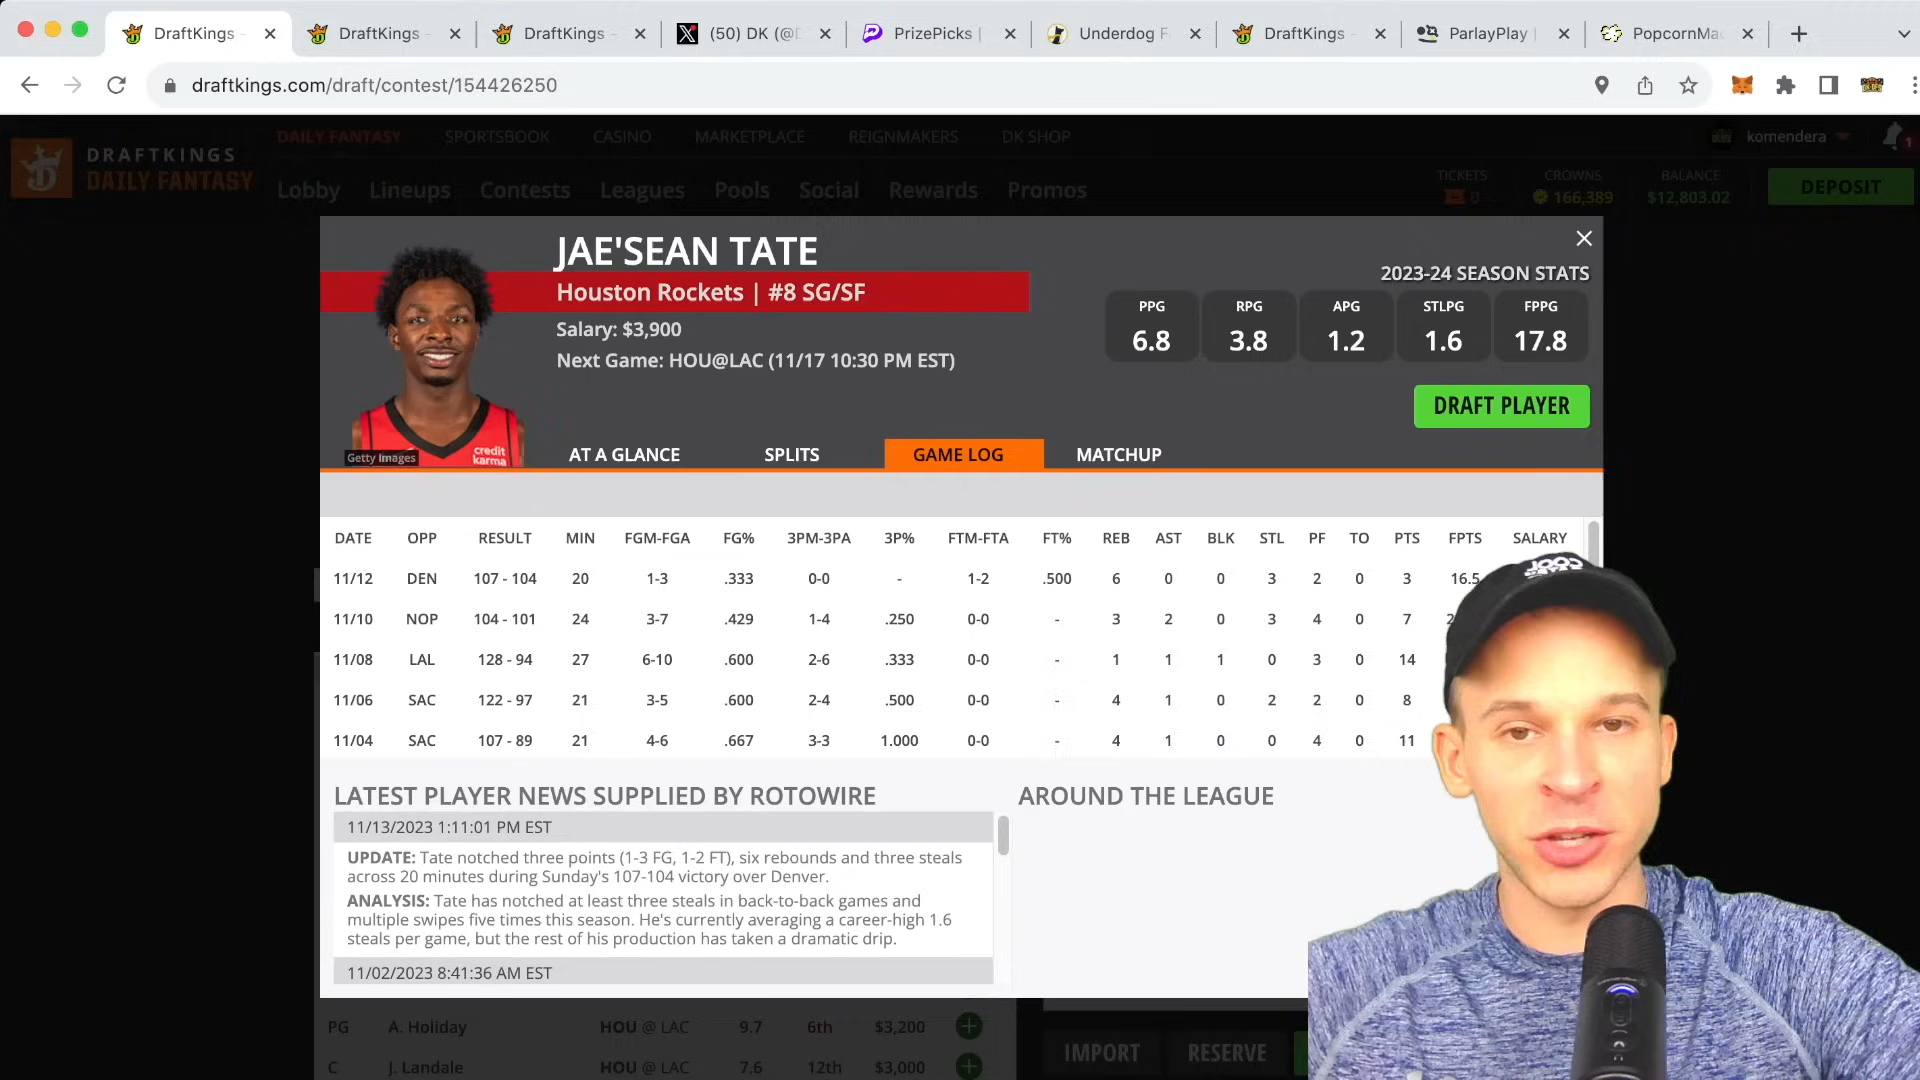 DraftKings -
DraftKings -
DraftKings -
(50) DK (@D
PrizePicks |
Underdog F
DraftKings -
ParlayPlay |
PopcornMac
draftkings.com/draft/contest/154426250
DRAFTKINGS
DAILY FANTASY
DAILY FANTASY SPORTSBOOK CASINO MARKETPLACE REIGNMAKERS DK SHOP
komendera
1
Lobby Lineups Contests Leagues Pools Social Rewards Promos
TICKETS
0
CROWNS
166,389
BALANCE
$12,803.02
DEPOSIT
JAE'SEAN TATE
Houston Rockets | #8 SG/SF
Salary: $3,900
Next Game: HOU@LAC (11/17 10:30 PM EST)
credit
karma
Getty Images
2023-24 SEASON STATS
PPG RPG APG STLPG FPPG
6.8 3.8 1.2 1.6 17.8
DRAFT PLAYER
AT A GLANCE SPLITS GAME LOG MATCHUP
DATE OPP RESULT MIN FGM-FGA FG% 3PM-3PA 3P% FTM-FTA FT% REB AST BLK STL PF TO PTS FPTS SALARY
11/12 DEN 107 - 104 20 1-3 .333 0-0 - 1-2 .500 6 0 0 3 2 0 3 16.5
11/10 NOP 104 - 101 24 3-7 .429 1-4 .250 0-0 - 3 2 0 3 4 0 7 2
11/08 LAL 128 - 94 27 6-10 .600 2-6 .333 0-0 - 1 1 1 0 3 0 14
11/06 SAC 122 - 97 21 3-5 .600 2-4 .500 0-0 - 4 1 0 2 2 0 8
11/04 SAC 107 - 89 21 4-6 .667 3-3 1.000 0-0 - 4 1 0 0 4 0 11
LATEST PLAYER NEWS SUPPLIED BY ROTOWIRE
AROUND THE LEAGUE
11/13/2023 1:11:01 PM EST
UPDATE: Tate notched three points (1-3 FG, 1-2 FT), six rebounds and three steals
across 20 minutes during Sunday's 107-104 victory over Denver.
ANALYSIS: Tate has notched at least three steals in back-to-back games and
multiple swipes five times this season. He's currently averaging a career-high 1.6
steals per game, but the rest of his production has taken a dramatic drip.
11/02/2023 8:41:36 AM EST
PG A. Holiday HOU @ LAC 9.7 6th $3,200
C J. Landale HOU @ LAC 7.6 12th $3,000
IMPORT RESERVE